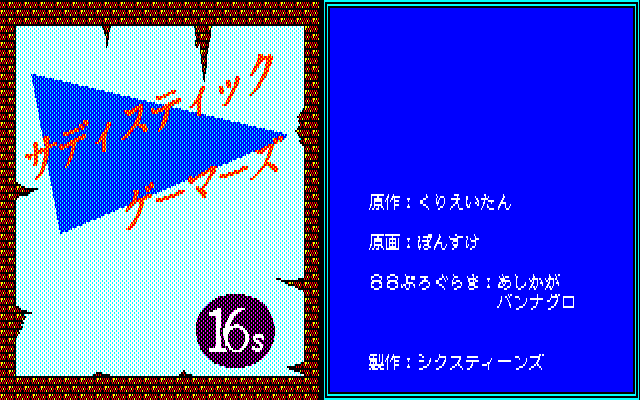 サディスティック
ゲーマーズ
16s
原作：くりえいたん
原画：ぽんすけ
８８ぷろぐらま：あしかが
バンナグロ
製作：シクスティーンズ